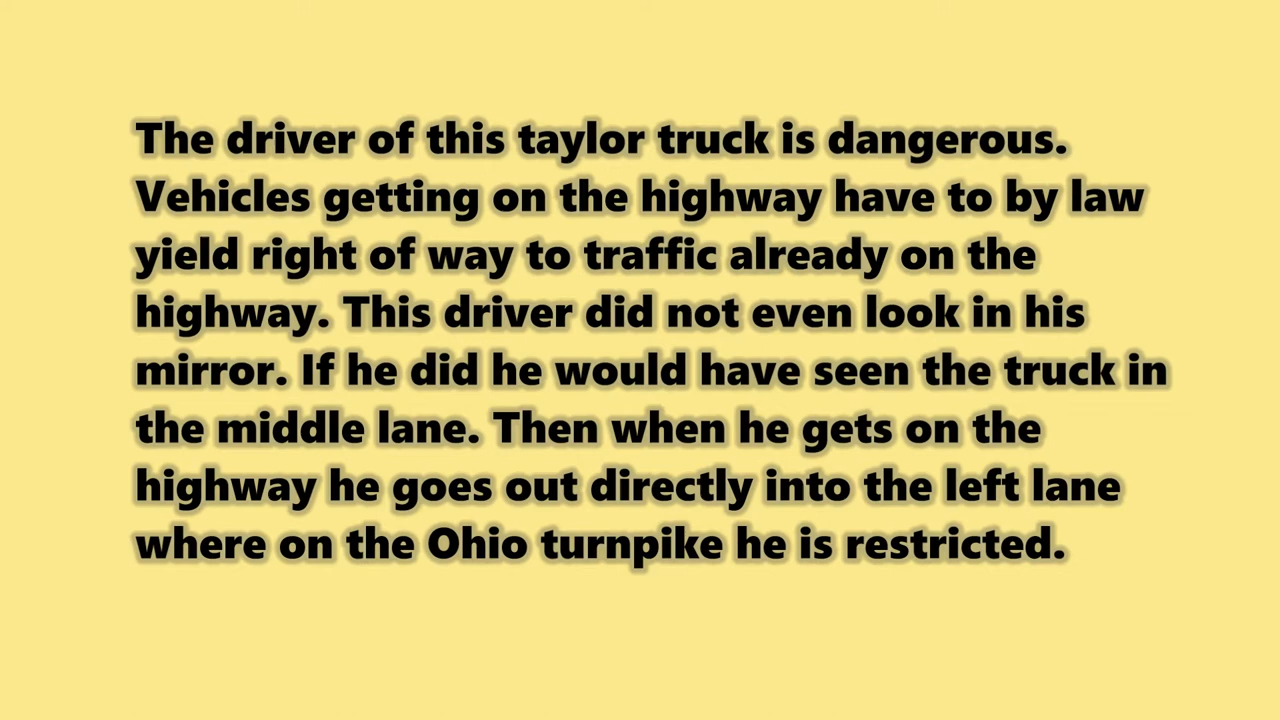 The driver of this taylor truck is dangerous.
Vehicles getting on the highway have to by law
yield right of way to traffic already on the
highway. This driver did not even look in his
mirror. If he did he would have seen the truck in
the middle lane. Then when he gets on the
highway he goes out directly into the left lane
where on the Ohio turnpike he is restricted.